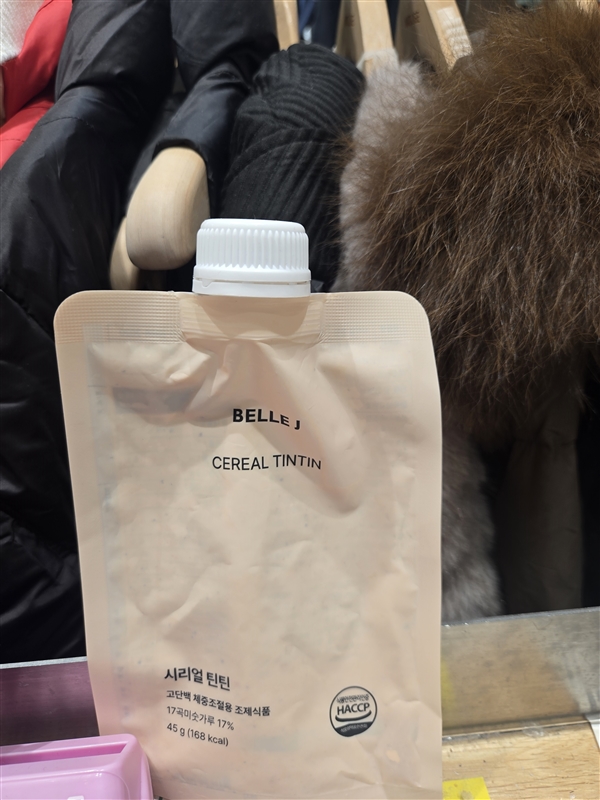 BELLE J
CEREAL TINTIN
시리얼 틴틴
고단백 체중조절용 조제식품
17곡미숫가루 17%
45 g (168 kcal)
HACCP